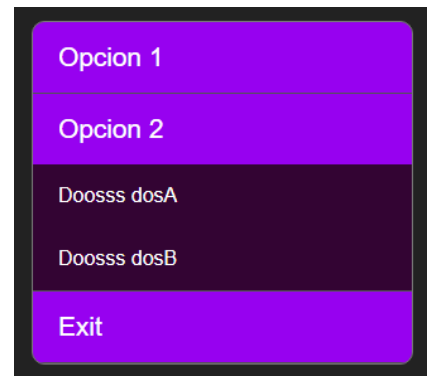 Opcion 1
Opcion 2
Doosss dosA
Doosss dosB
Exit